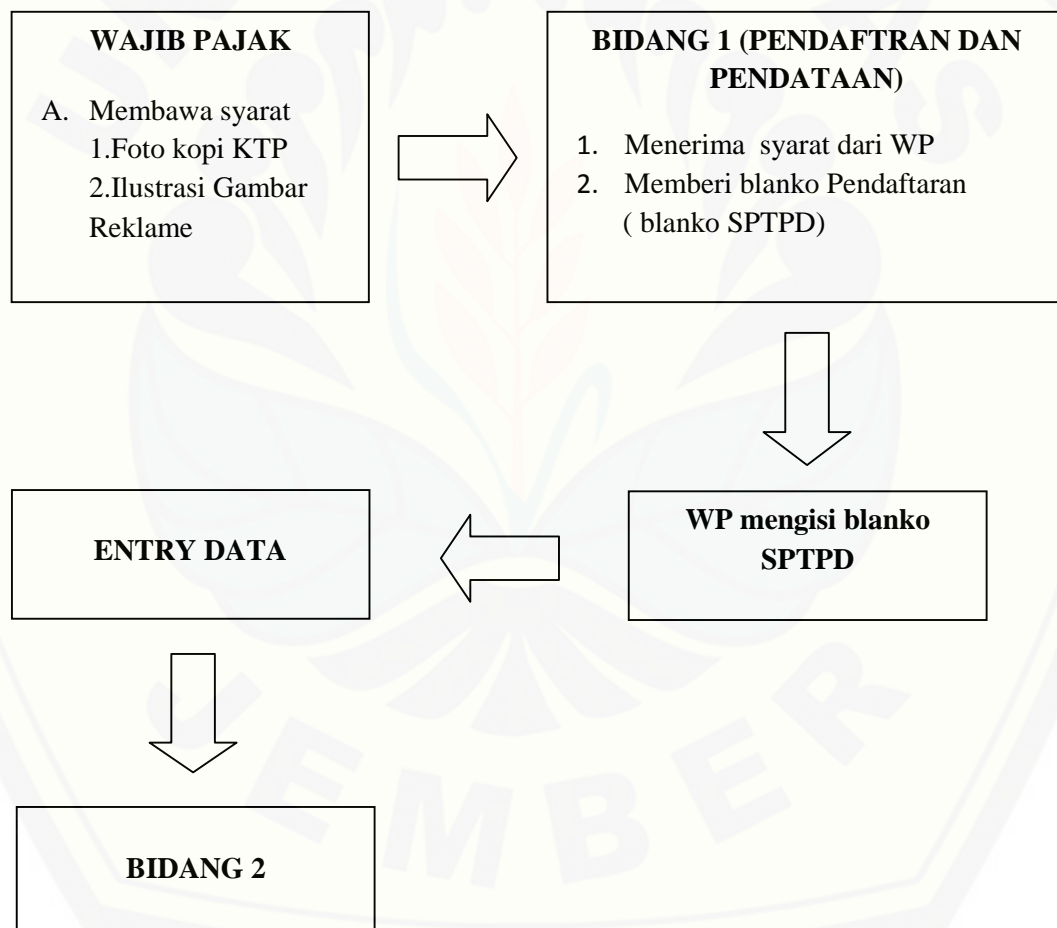 WAJIB PAJAK
A. Membawa syarat
1.Foto kopi KTP
2.Ilustrasi Gambar
Reklame
BIDANG 1 (PENDAFTRAN DAN
PENDATAAN)
1. Menerima syarat dari WP
2. Memberi blanko Pendaftaran
( blanko SPTPD)
WP mengisi blanko
SPTPD
ENTRY DATA
BIDANG 2
JEMBER